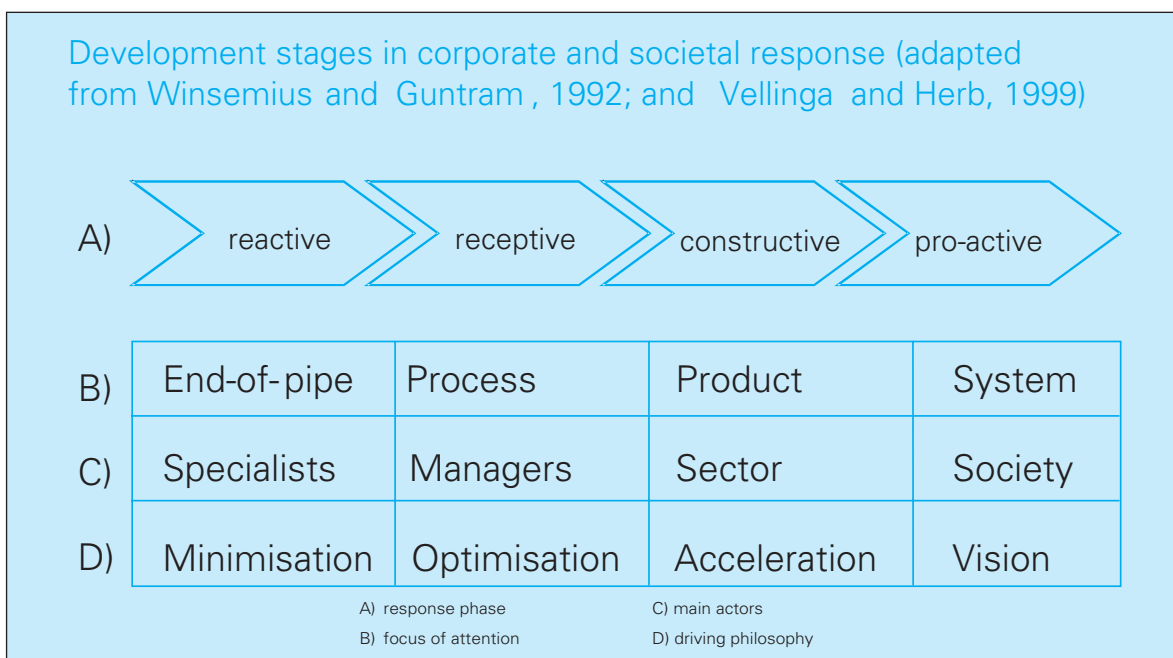 Development stages in corporate and societal response (adapted
from Winsemius and Guntram , 1992; and Vellinga and Herb, 1999)
A) reactive receptive constructive pro-active
B) End-of-pipe Process Product System
C) Specialists Managers Sector Society
D) Minimisation Optimisation Acceleration Vision
A) response phase C) main actors
B) focus of attention D) driving philosophy